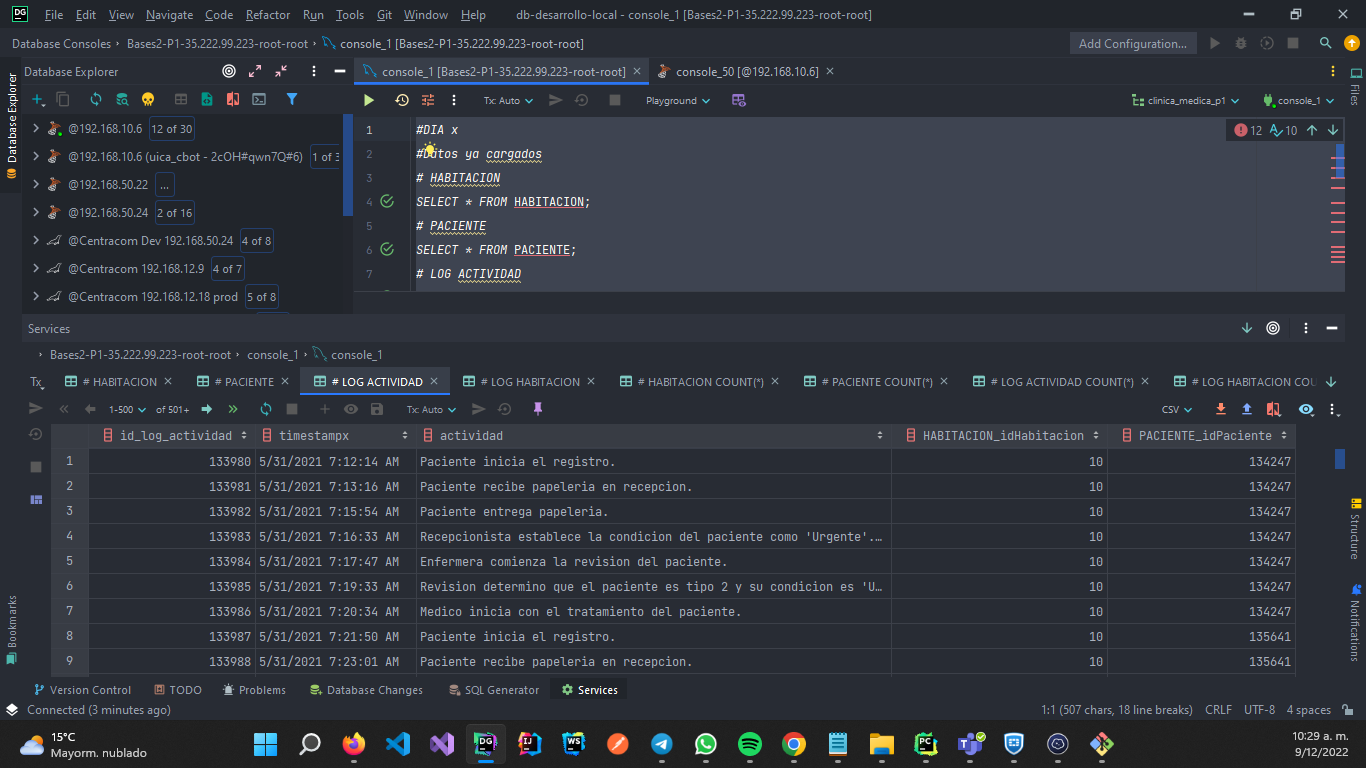 DG File Edit View Navigate Code Refactor Run Tools Git Window Help db-desarrollo-local - console_1 [Bases2-P1-35.222.99.223-root-root]
Database Consoles Bases2-P1-35.222.99.223-root-root console_1 [Bases2-P1-35.222.99.223-root-root] Add Configuration...
Database Explorer
console_1 [Bases2-P1-35.222.99.223-root-root] console_50 [@192.168.10.6]
Tx: Auto Playground clinica_medica_p1 console_1
Database Explorer
Files
@192.168.10.6 12 of 30
@192.168.10.6 (uica_cbot - 2cOH#qwn7Q#6) 1 of 3
@192.168.50.22 ...
@192.168.50.24 2 of 16
@Centracom Dev 192.168.50.24 4 of 8
@Centracom 192.168.12.9 4 of 7
@Centracom 192.168.12.18 prod 5 of 8
1 #DIA x
12 10
2 #Datos ya cargados
3 # HABITACION
4 SELECT * FROM HABITACION;
5 # PACIENTE
6 SELECT * FROM PACIENTE;
7 # LOG ACTIVIDAD
Services
Bases2-P1-35.222.99.223-root-root console_1 console_1
Tx # HABITACION # PACIENTE # LOG ACTIVIDAD # LOG HABITACION # HABITACION COUNT(*) # PACIENTE COUNT(*) # LOG ACTIVIDAD COUNT(*) # LOG HABITACION COU
1-500 of 501+ Tx: Auto CSV
id_log_actividad timestampx actividad HABITACION_idHabitacion PACIENTE_idPaciente
1 133980 5/31/2021 7:12:14 AM Paciente inicia el registro. 10 134247
2 133981 5/31/2021 7:13:16 AM Paciente recibe papeleria en recepcion. 10 134247
3 133982 5/31/2021 7:15:54 AM Paciente entrega papeleria. 10 134247
4 133983 5/31/2021 7:16:33 AM Recepcionista establece la condicion del paciente como 'Urgente'.… 10 134247
5 133984 5/31/2021 7:17:47 AM Enfermera comienza la revision del paciente. 10 134247
6 133985 5/31/2021 7:19:33 AM Revision determino que el paciente es tipo 2 y su condicion es 'U… 10 134247
7 133986 5/31/2021 7:20:34 AM Medico inicia con el tratamiento del paciente. 10 134247
8 133987 5/31/2021 7:21:50 AM Paciente inicia el registro. 10 135641
9 133988 5/31/2021 7:23:01 AM Paciente recibe papeleria en recepcion. 10 135641
Structure
Notifications
Bookmarks
Version Control TODO Problems Database Changes SQL Generator Services
Connected (3 minutes ago) 1:1 (507 chars, 18 line breaks) CRLF UTF-8 4 spaces
15°C
Mayorm. nublado
DG IJ WS PC
10:29 a. m.
9/12/2022